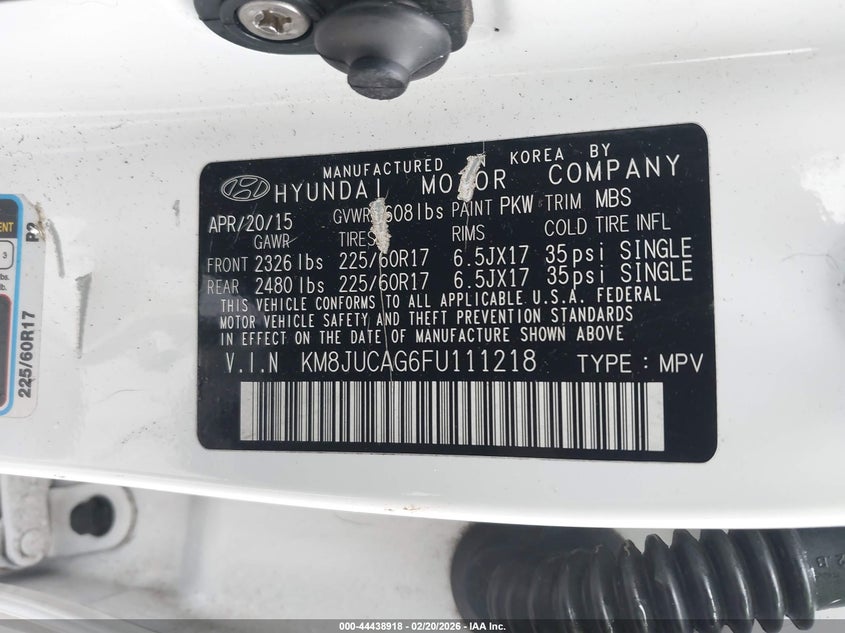 MANUFACTURED IN KOREA BY
HYUNDAI MOTOR COMPANY
APR/20/15 GVWR 608 lbs PAINT PKW TRIM MBS
GAWR TIRES RIMS COLD TIRE INFL
FRONT 2326 lbs 225/60R17 6.5JX17 35psi SINGLE
REAR 2480 lbs 225/60R17 6.5JX17 35psi SINGLE
THIS VEHICLE CONFORMS TO ALL APPLICABLE U.S.A. FEDERAL
MOTOR VEHICLE SAFETY AND THEFT PREVENTION STANDARDS
IN EFFECT ON THE DATE OF MANUFACTURE SHOWN ABOVE
V.I.N KM8JUCAG6FU111218 TYPE : MPV
225/60R17
000-44438918 - 02/20/2026 - IAA Inc.